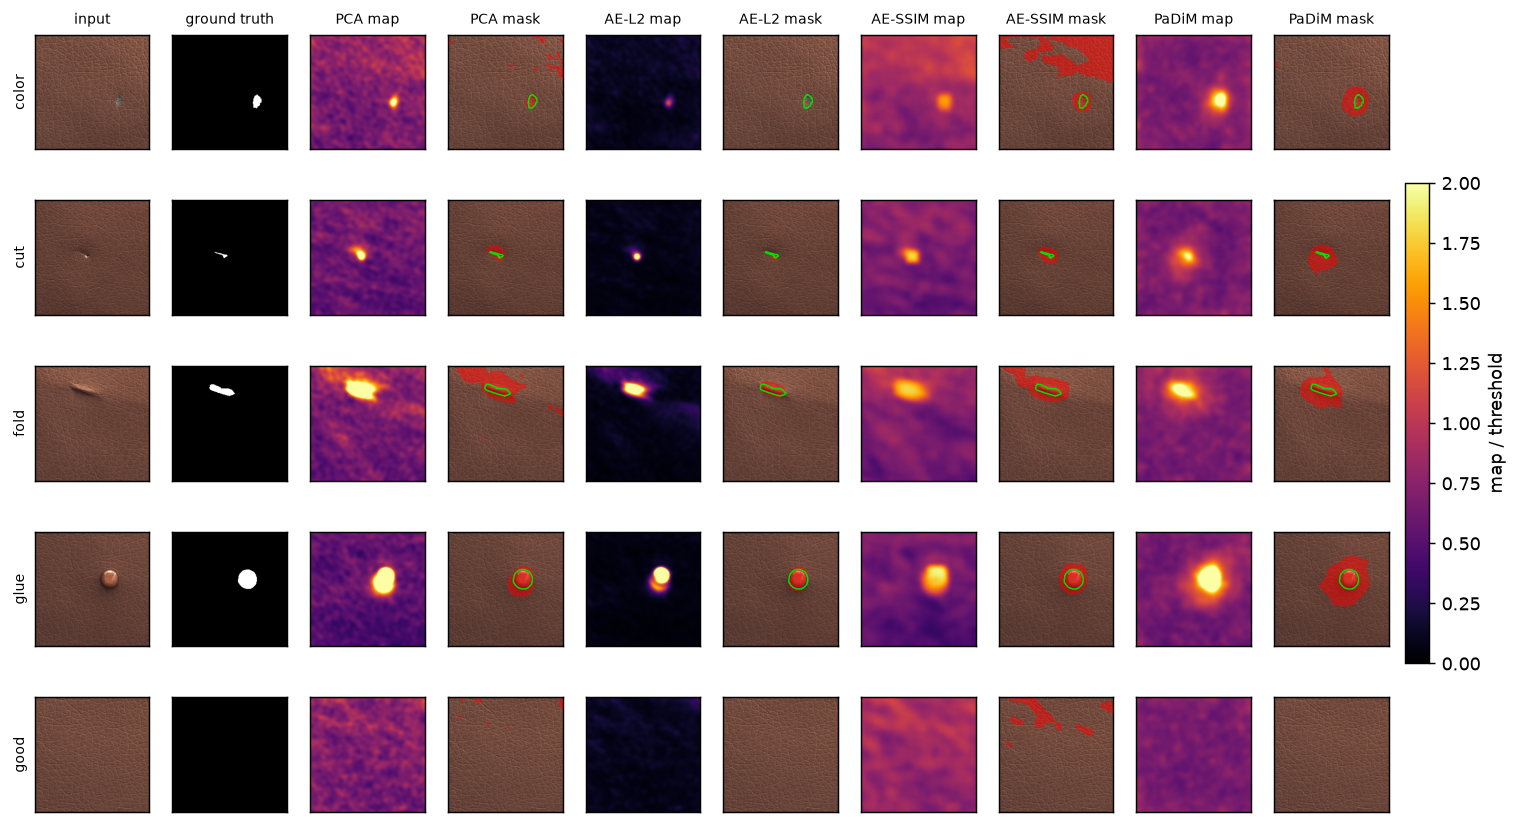 input ground truth PCA map PCA mask AE-L2 map AE-L2 mask AE-SSIM map AE-SSIM mask PaDiM map PaDiM mask
color
cut
fold
glue
good
2.00
1.75
1.50
1.25
1.00
0.75
0.50
0.25
0.00
map / threshold